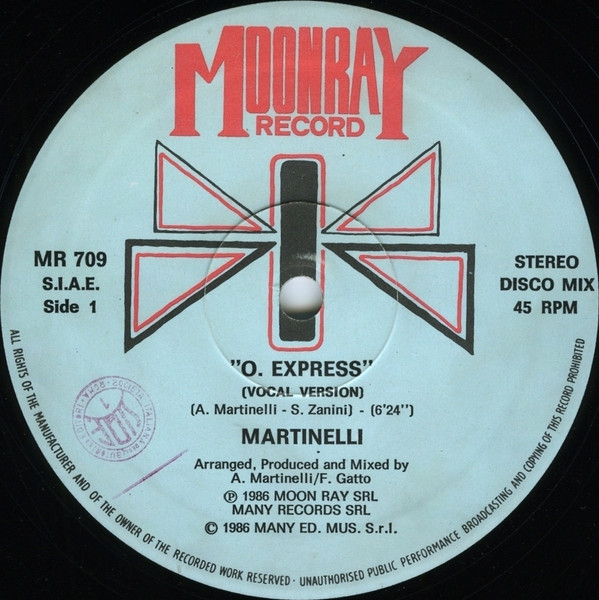 MOONRAY
RECORD
MR 709
S.I.A.E.
Side 1
STEREO
DISCO MIX
45 RPM
"O. EXPRESS"
(VOCAL VERSION)
(A. Martinelli - S. Zanini) - (6'24'')
MARTINELLI
Arranged, Produced and Mixed by
A. Martinelli/F. Gatto
Ⓟ 1986 MOON RAY SRL
MANY RECORDS SRL
© 1986 MANY ED. MUS. S.r.l.
ALL RIGHTS OF THE MANUFACTURER AND OF THE OWNER OF THE RECORDED WORK RESERVED · UNAUTHORISED PUBLIC PERFORMANCE BROADCASTING AND COPYING OF THIS RECORD PROHIBITED
SOCIETÀ ITALIANA
ROMA